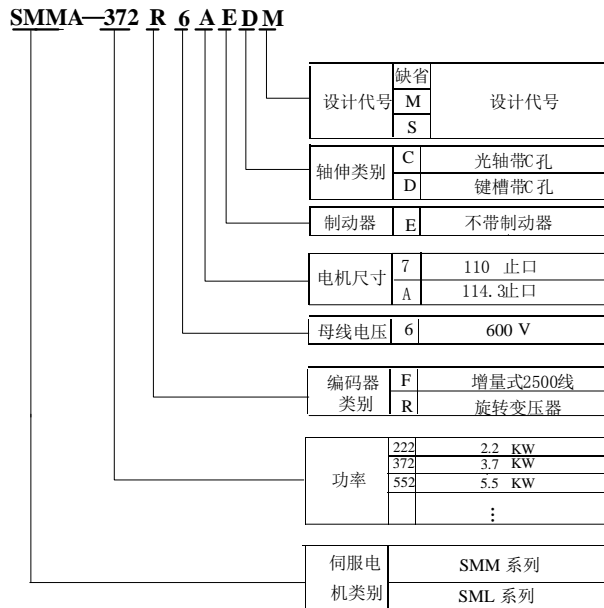 SMMA—372 R 6 A E D M
设计代号 缺省 设计代号
M
S
轴伸类别 C 光轴带C孔
D 键槽带C孔
制动器 E 不带制动器
电机尺寸 7 110 止口
A 114.3止口
母线电压 6 600 V
编码器类别 F 增量式2500线
R 旋转变压器
功率 222 2.2 KW
372 3.7 KW
552 5.5 KW
⋮
伺服电 SMM 系列
机类别 SML 系列